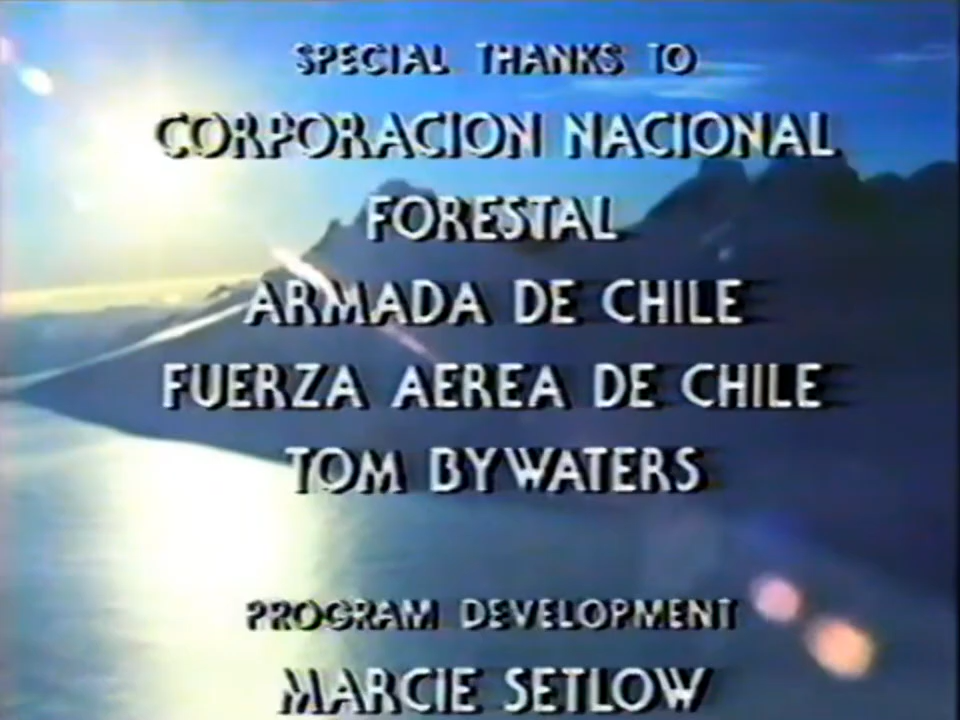 SPECIAL THANKS TO
CORPORACION NACIONAL
FORESTAL
ARMADA DE CHILE
FUERZA AEREA DE CHILE
TOM BYWATERS
PROGRAM DEVELOPMENT
MARCIE SETLOW